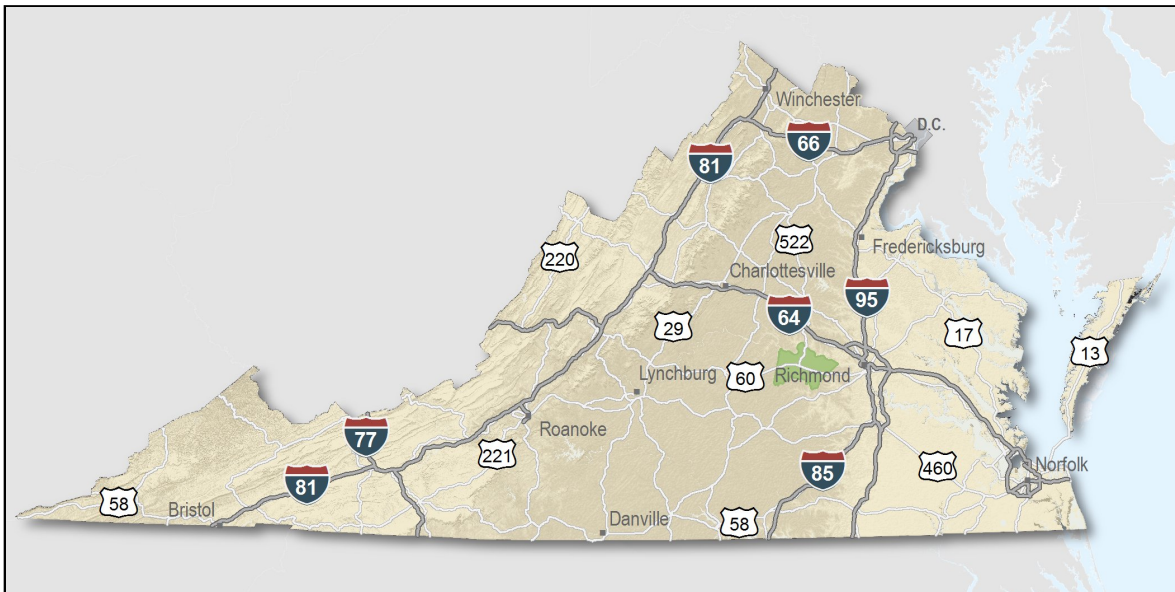 Winchester
D.C.
66
81
522
Fredericksburg
220
Charlottesville
95
64
29
17
13
60
Richmond
Lynchburg
Roanoke
77
221
85
460
Norfolk
81
58
Bristol
Danville
58